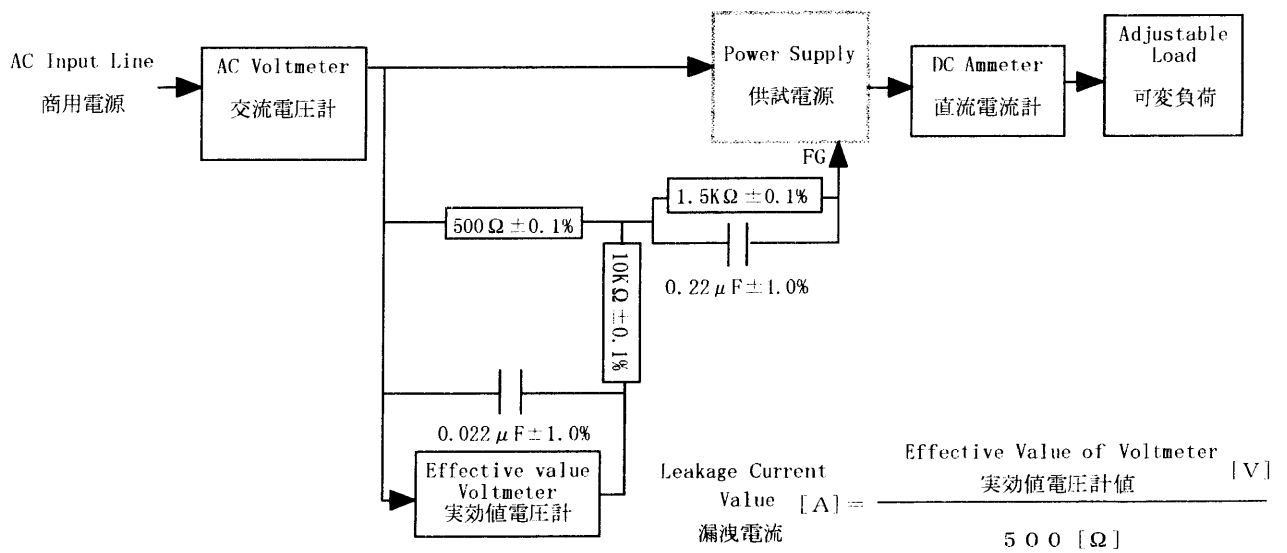 AC Input Line
商用電源
AC Voltmeter
交流電圧計
Power Supply
供試電源
DC Ammeter
直流電流計
Adjustable
Load
可変負荷
FG
1.5KΩ±0.1%
500Ω±0.1%
0.22μF±1.0%
10KΩ±0.1%
0.022μF±1.0%
Effective value
Voltmeter
実効値電圧計
Leakage Current
Value [A]=
漏洩電流
Effective Value of Voltmeter
実効値電圧計値 [V]
500 [Ω]